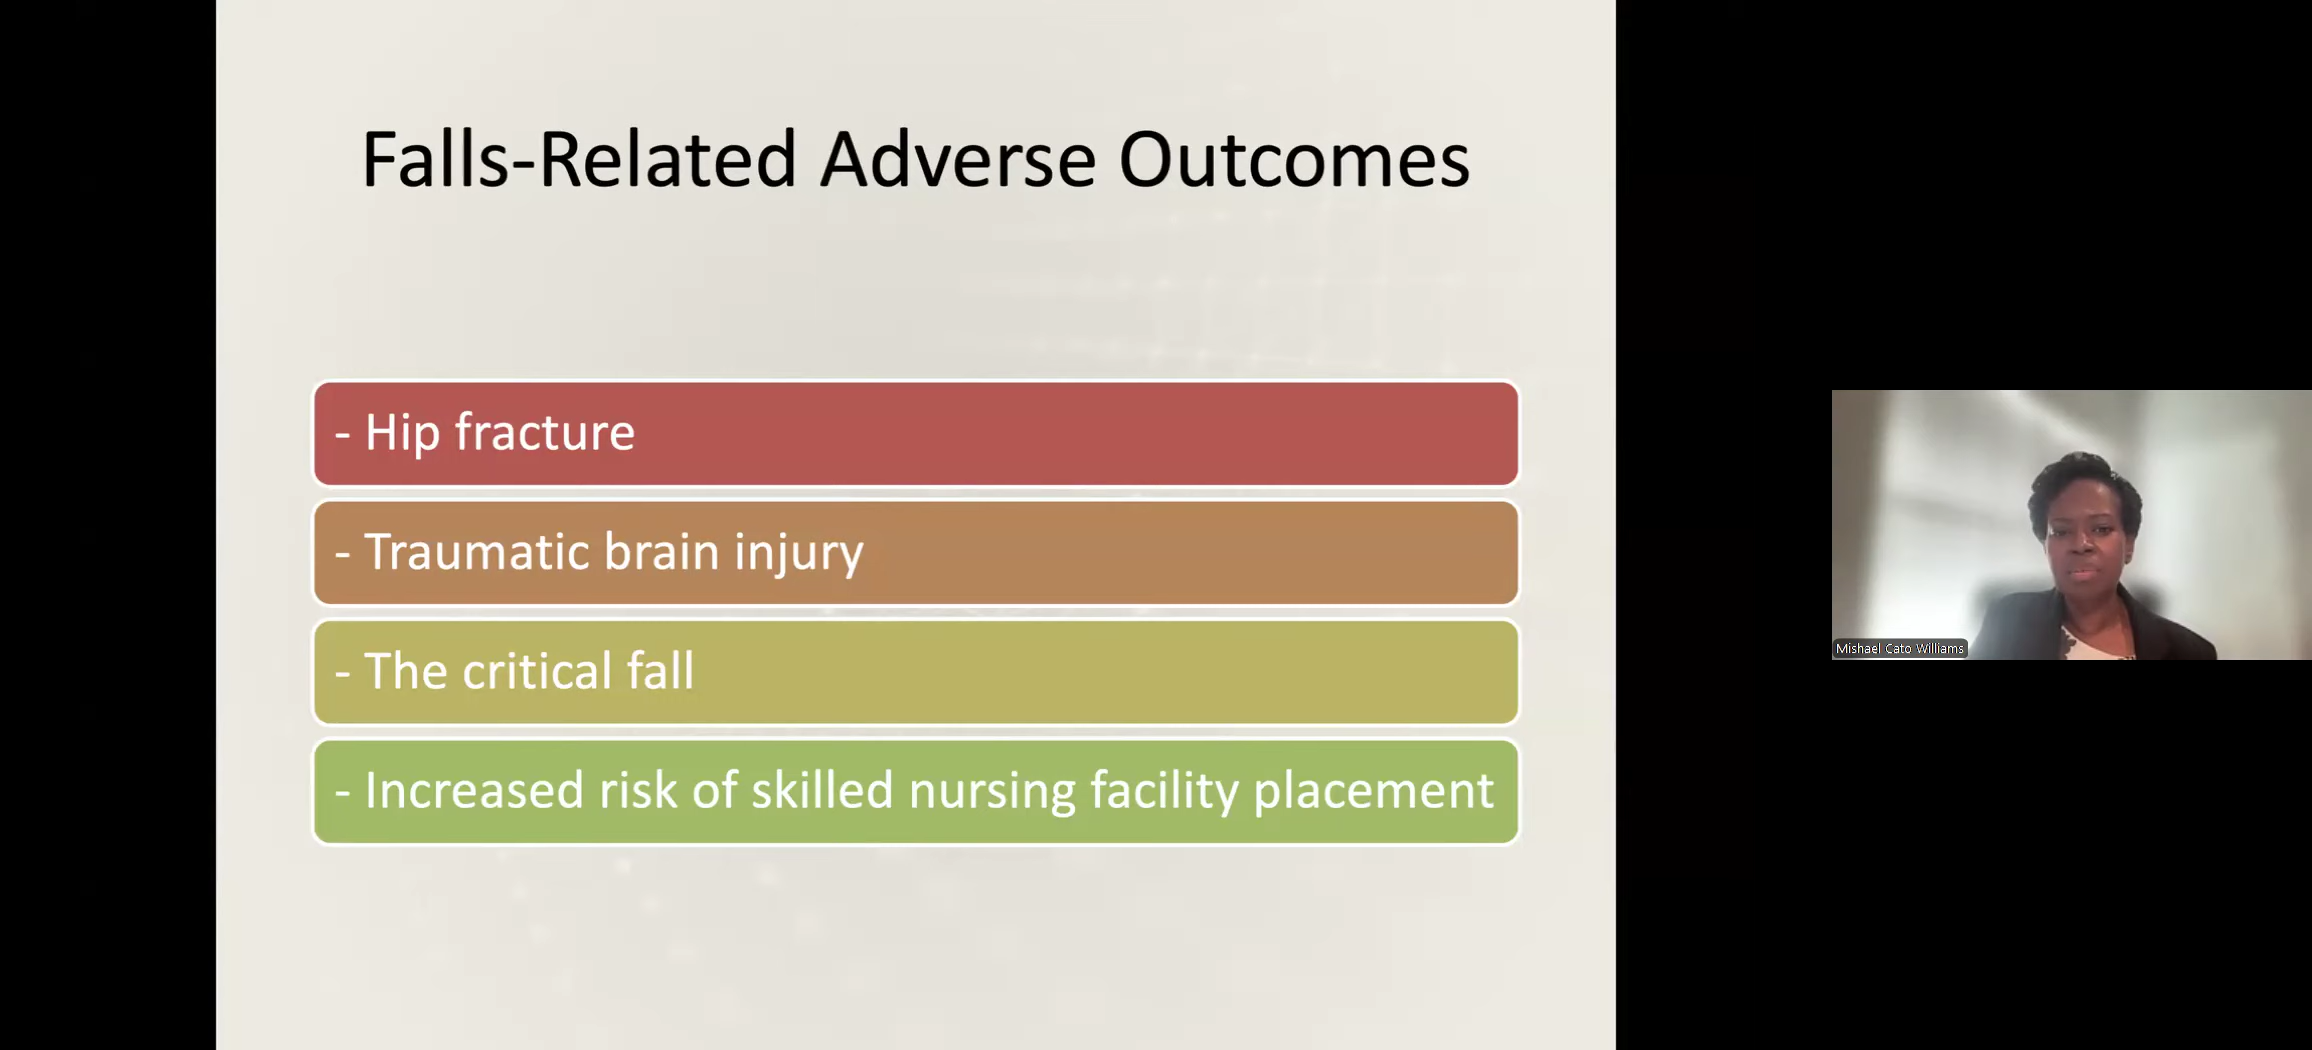 Falls-Related Adverse Outcomes
- Hip fracture
- Traumatic brain injury
- The critical fall
- Increased risk of skilled nursing facility placement
Mishael Cato Williams